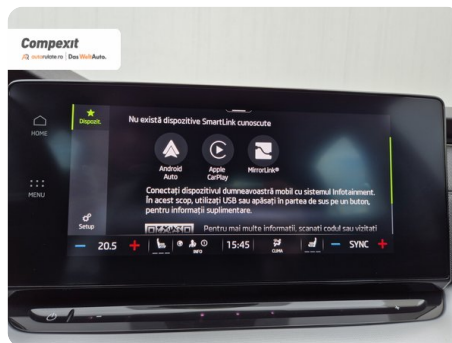 Compexit
autorulate.ro | Das WeltAuto.
Dispozit.
Nu există dispozitive SmartLink cunoscute
HOME
Android Auto
Apple CarPlay
MirrorLink®
MENU
Conectați dispozitivul dumneavoastră mobil cu sistemul Infotainment.
În acest scop, utilizați USB sau apăsați în partea de sus pe un buton,
pentru informații suplimentare.
Setup
Pentru mai multe informații, scanați codul sau vizitați
- 20.5 + INFO 15:45 CLIMA - SYNC +